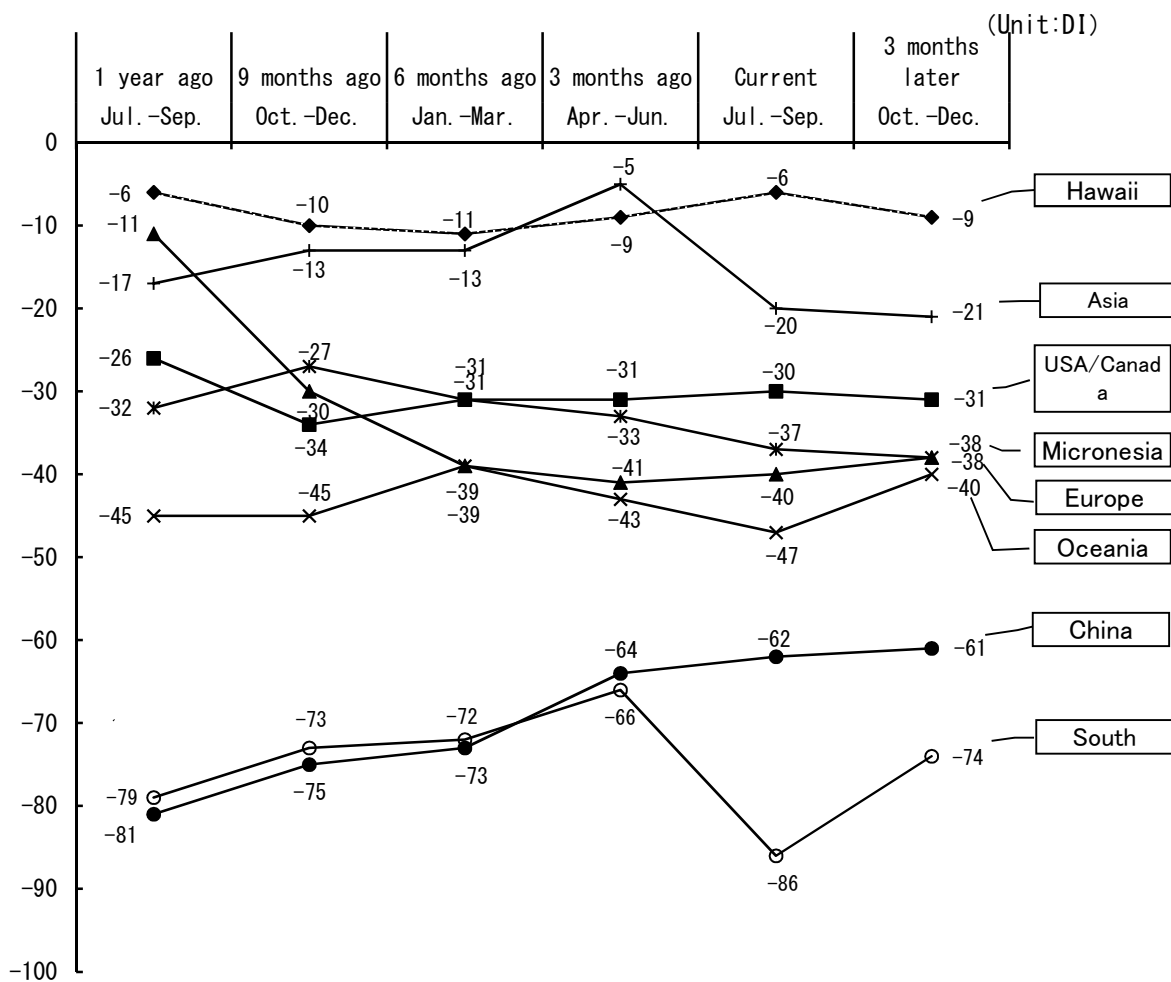 (Unit:DI)
1 year ago
Jul.-Sep.
9 months ago
Oct.-Dec.
6 months ago
Jan.-Mar.
3 months ago
Apr.-Jun.
Current
Jul.-Sep.
3 months
later
Oct.-Dec.
-0
-10
-20
-30
-40
-50
-60
-70
-80
-90
-100
-6
-10
-11
-9
-6
-9
Hawaii
-17
-13
-13
-5
-20
-21
Asia
-26
-34
-31
-31
-30
-31
USA/Canad
a
-32
-27
-31
-33
-37
-38
Micronesia
-11
-30
-39
-41
-40
-38
Europe
-45
-45
-39
-43
-47
-40
Oceania
-81
-75
-73
-64
-62
-61
China
-79
-73
-72
-66
-86
-74
South